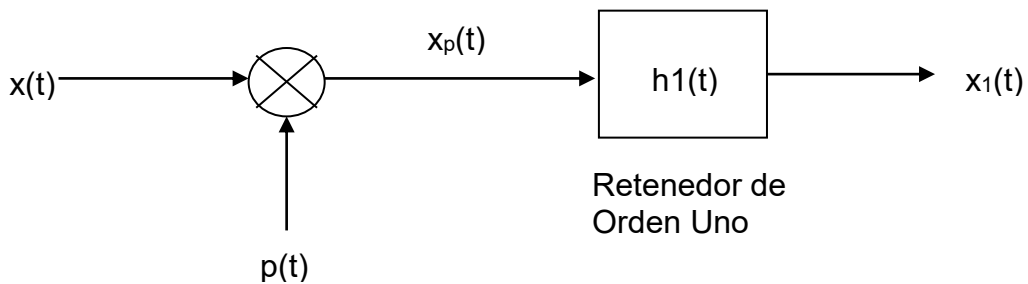 x(t)
xₚ(t)
h1(t)
x₁(t)
Retenedor de
Orden Uno
p(t)